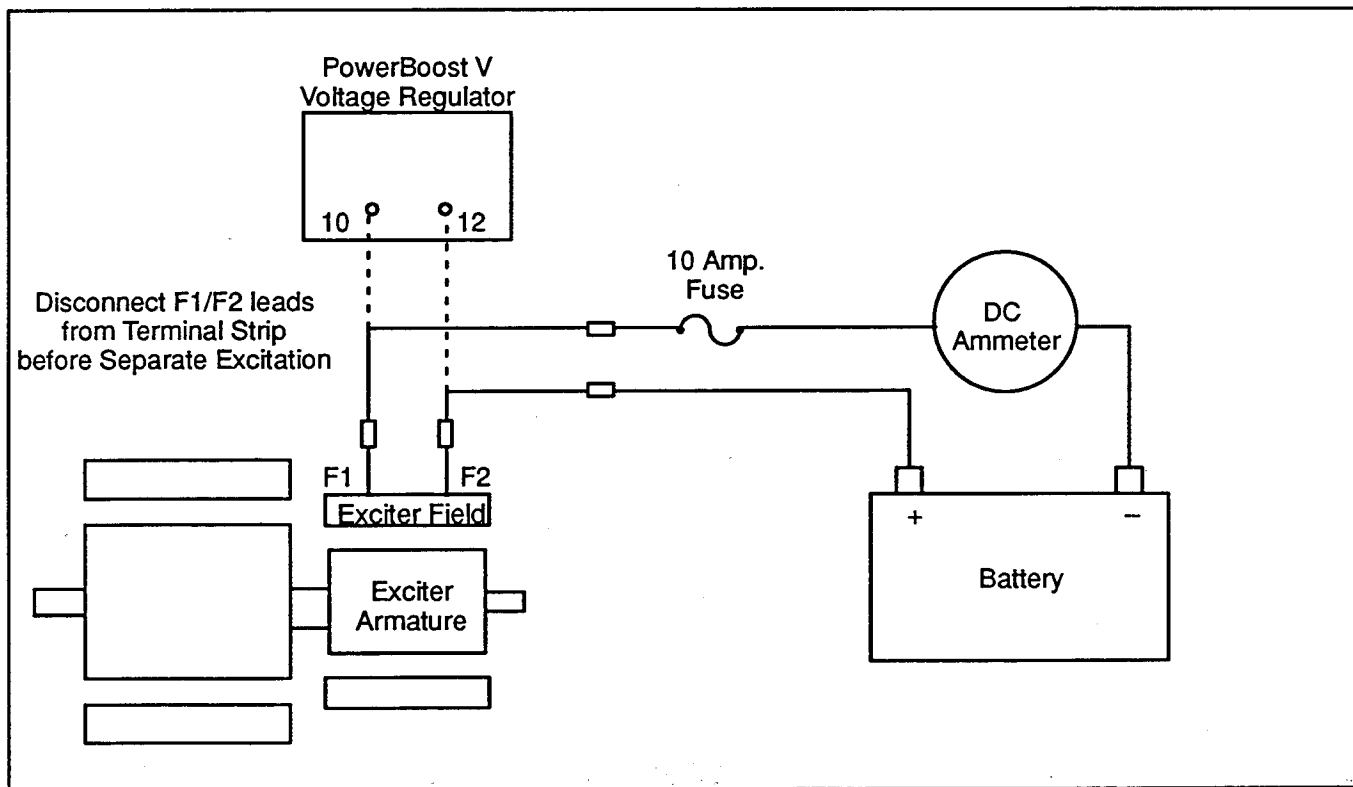 PowerBoost V
Voltage Regulator
10
12
10 Amp.
Fuse
DC
Ammeter
Disconnect F1/F2 leads
from Terminal Strip
before Separate Excitation
F1
F2
Exciter Field
+
−
Battery
Exciter
Armature